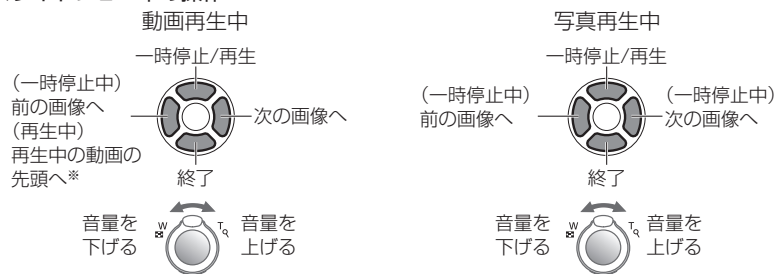 動画再生中
一時停止/再生
(一時停止中)
前の画像へ
(再生中)
再生中の動画の
先頭へ※
次の画像へ
終了
音量を
下げる
W
T
音量を
上げる
写真再生中
一時停止/再生
(一時停止中)
前の画像へ
(一時停止中)
次の画像へ
終了
音量を
下げる
W
T
音量を
上げる